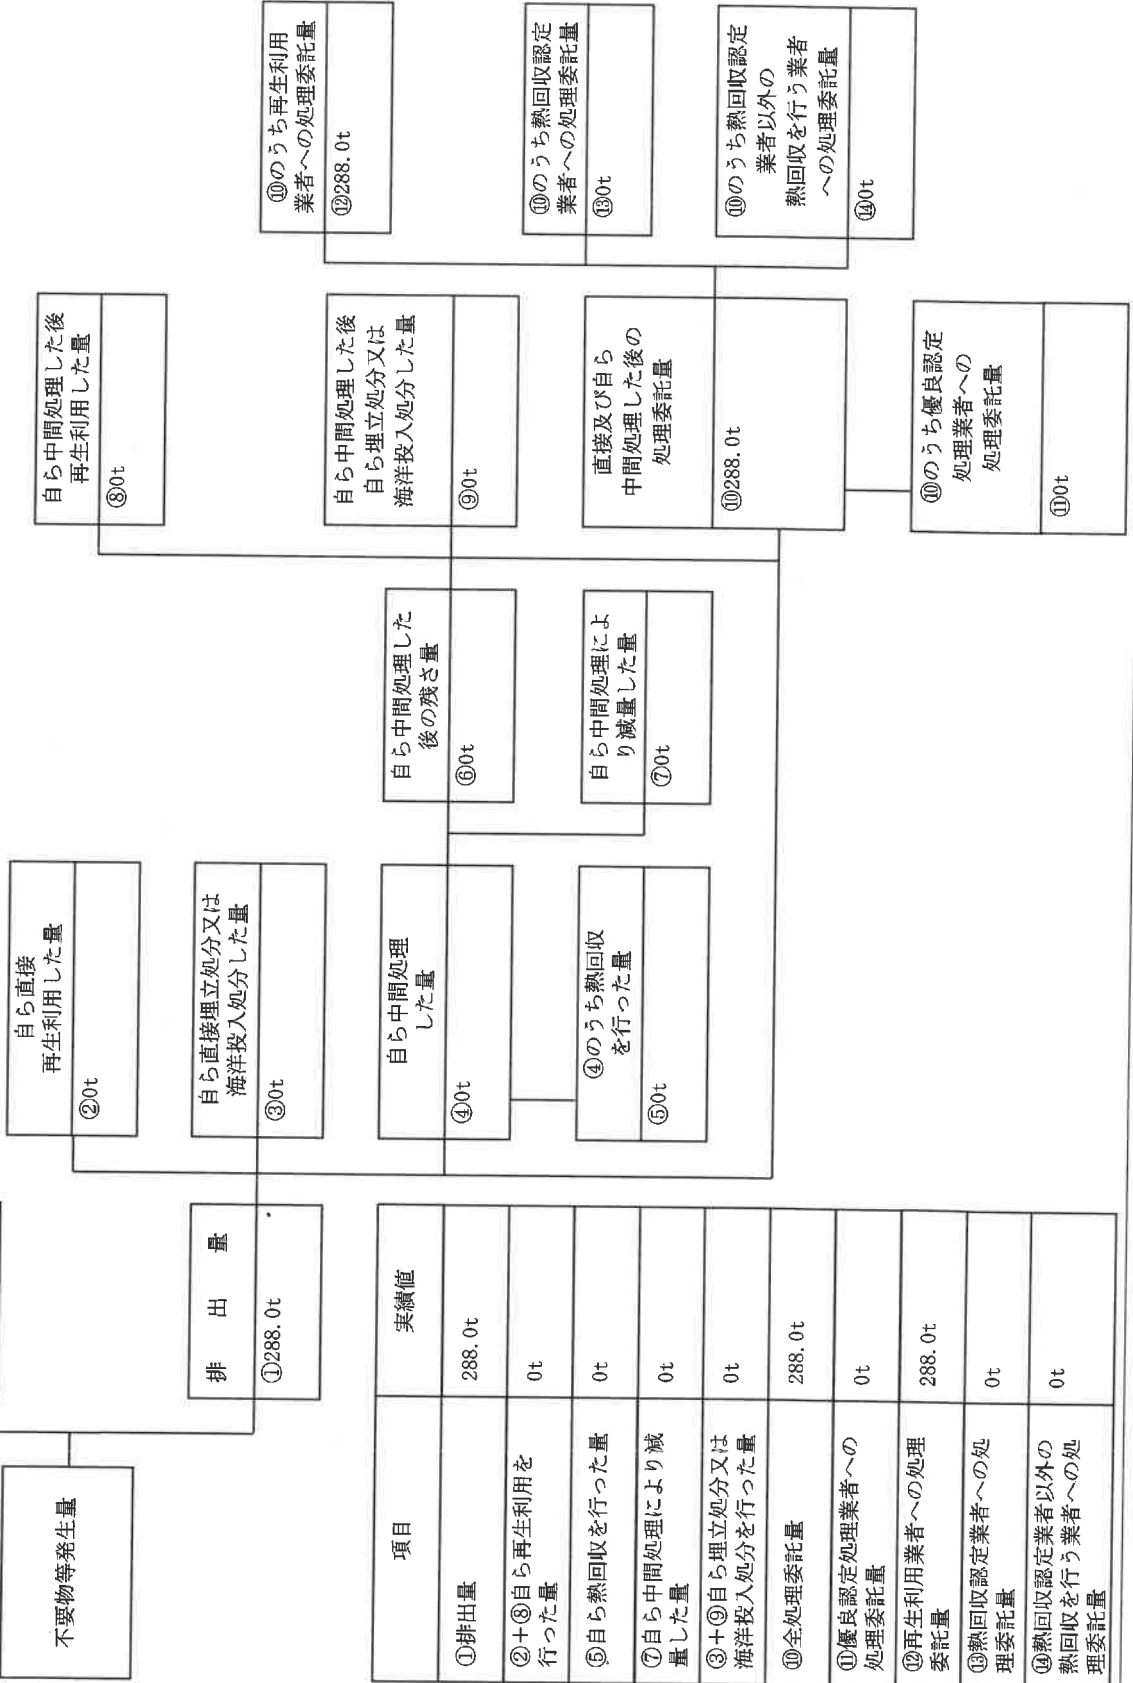 不要物等発生量
排　出　量
①288.0t
自ら直接
再生利用した量
②0t
自ら直接埋立処分又は
海洋投入処分した量
③0t
自ら中間処理
した量
④0t
④のうち熱回収
を行った量
⑤0t
自ら中間処理した
後の残さ量
⑥0t
自ら中間処理によ
り減量した量
⑦0t
自ら中間処理した後
再生利用した量
⑧0t
自ら中間処理した後
自ら埋立処分又は
海洋投入処分した量
⑨0t
直接及び自ら
中間処理した後の
処理委託量
⑩288.0t
⑩のうち優良認定
処理業者への
処理委託量
⑪0t
⑩のうち再生利用
業者への処理委託量
⑫288.0t
⑩のうち熱回収認定
業者への処理委託量
⑬0t
⑩のうち熱回収認定
業者以外の
熱回収を行う業者
への処理委託量
⑭0t
項目
実績値
①排出量
288.0t
②+⑧自ら再生利用を
行った量
0t
⑤自ら熱回収を行った量
0t
⑦自ら中間処理により減
量した量
0t
③+⑨自ら埋立処分又は
海洋投入処分を行った量
0t
⑩全処理委託量
288.0t
⑪優良認定処理業者への
処理委託量
0t
⑫再生利用業者への処理
委託量
288.0t
⑬熱回収認定業者への処
理委託量
0t
⑭熱回収認定業者以外の
熱回収を行う業者への処
理委託量
0t